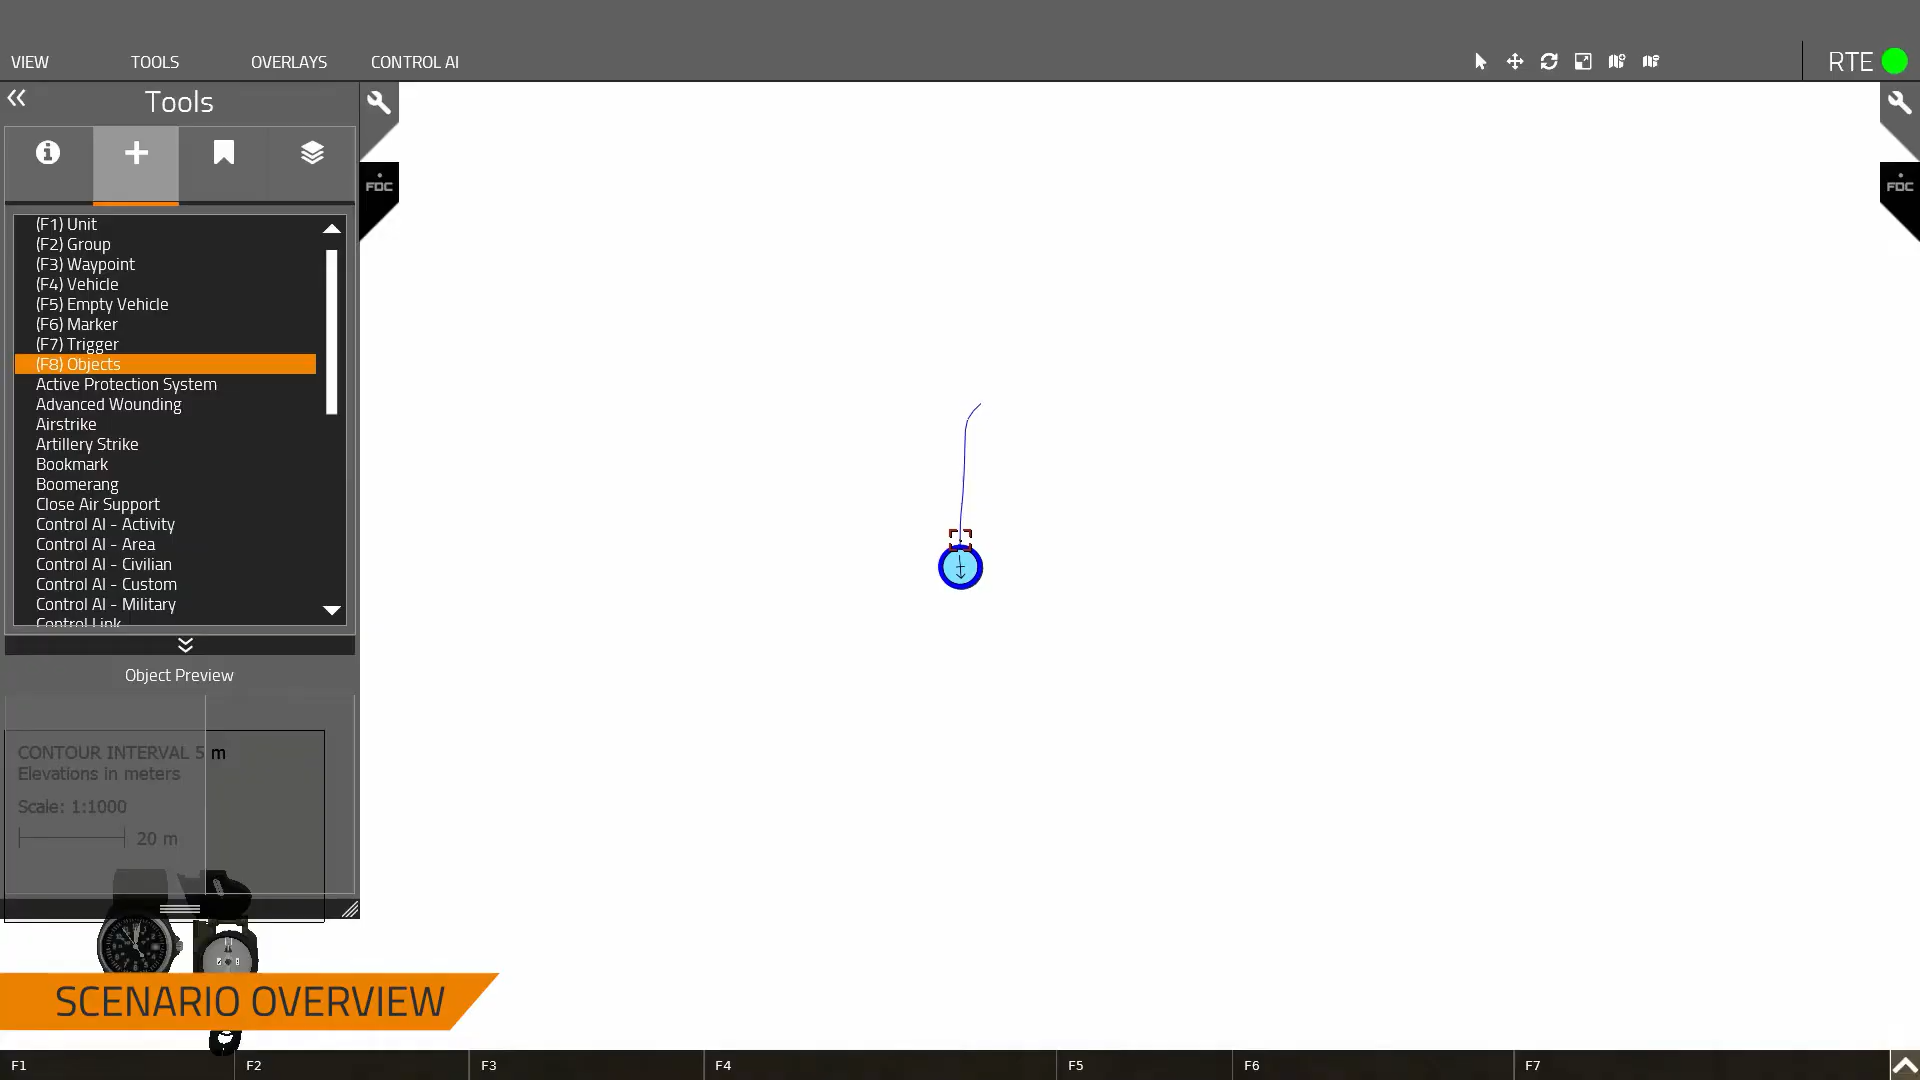 VIEW
TOOLS
OVERLAYS
CONTROL AI
RTE
Tools
FDC
FDC
(F1) Unit
(F2) Group
(F3) Waypoint
(F4) Vehicle
(F5) Empty Vehicle
(F6) Marker
(F7) Trigger
(F8) Objects
Active Protection System
Advanced Wounding
Airstrike
Artillery Strike
Bookmark
Boomerang
Close Air Support
Control AI - Activity
Control AI - Area
Control AI - Civilian
Control AI - Custom
Control AI - Military
Control Link
Object Preview
CONTOUR INTERVAL 5 m
Elevations in meters
Scale: 1:1000
20 m
SCENARIO OVERVIEW
F1
F2
F3
F4
F5
F6
F7